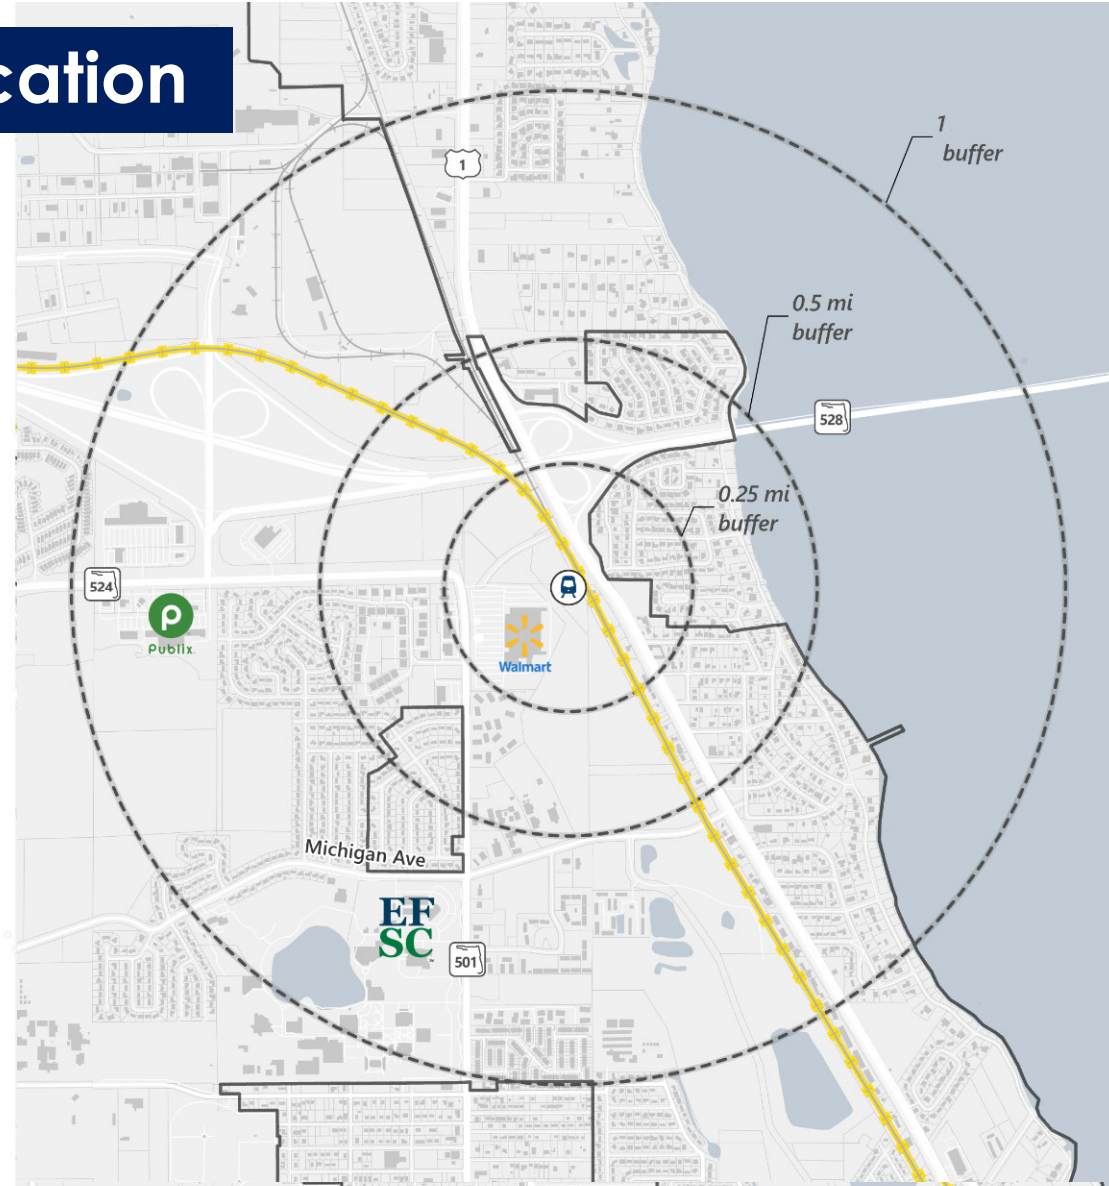 cation
1
buffer
1
0.5 mi
buffer
528
0.25 mi
buffer
524
Publix
Walmart
Michigan Ave
EF
SC
501